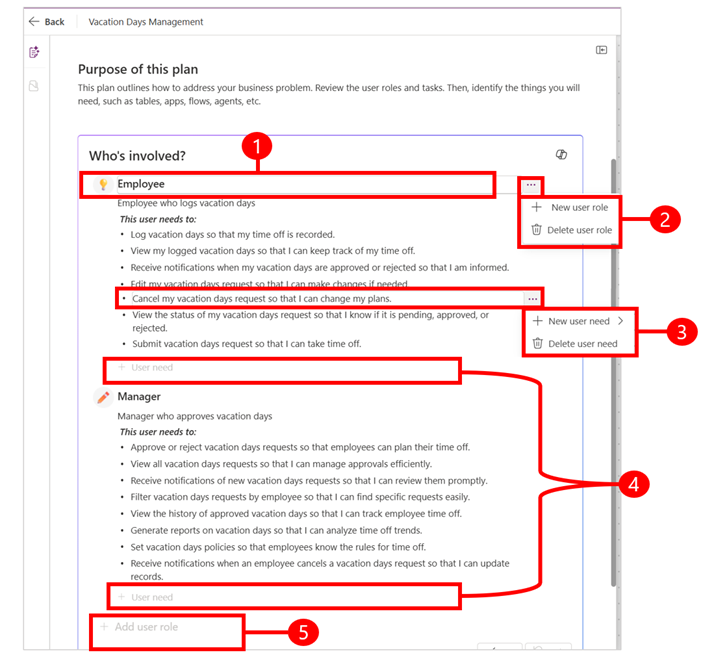 Back
Vacation Days Management
Purpose of this plan
This plan outlines how to address your business problem. Review the user roles and tasks. Then, identify the things you will
need, such as tables, apps, flows, agents, etc.
1
Who's involved?
Employee
...
Employee who logs vacation days
+ New user role
2
This user needs to:
Delete user role
• Log vacation days so that my time off is recorded.
• View my logged vacation days so that I can keep track of my time off.
• Receive notifications when my vacation days are approved or rejected so that I am informed.
• Edit my vacation days request so that I can make changes if needed.
• Cancel my vacation days request so that I can change my plans.
...
• View the status of my vacation days request so that I know if it is pending, approved, or
rejected.
+ New user need >
3
• Submit vacation days request so that I can take time off.
Delete user need
+ User need
Manager
Manager who approves vacation days
This user needs to:
• Approve or reject vacation days requests so that employees can plan their time off.
• View all vacation days requests so that I can manage approvals efficiently.
• Receive notifications of new vacation days requests so that I can review them promptly.
4
• Filter vacation days requests by employee so that I can find specific requests easily.
• View the history of approved vacation days so that I can track employee time off.
• Generate reports on vacation days so that I can analyze time off trends.
• Set vacation days policies so that employees know the rules for time off.
• Receive notifications when an employee cancels a vacation days request so that I can update
records.
+ User need
+ Add user role
5